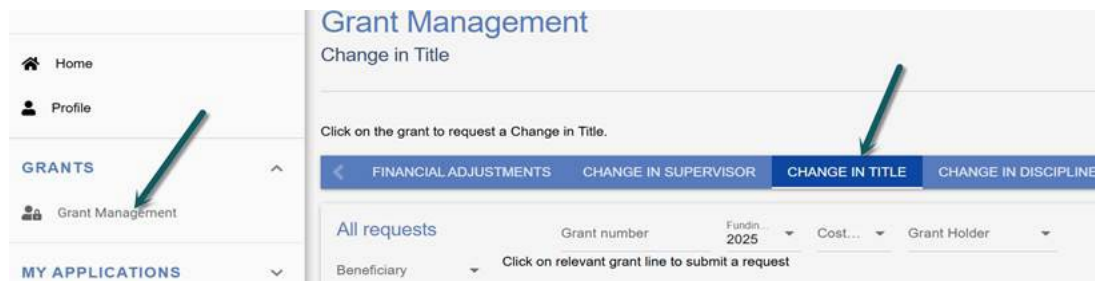 Home
Profile
GRANTS
Grant Management
MY APPLICATIONS
Grant Management
Change in Title
Click on the grant to request a Change in Title.
FINANCIAL ADJUSTMENTS CHANGE IN SUPERVISOR CHANGE IN TITLE CHANGE IN DISCIPLINE
All requests Grant number Fundin... 2025 Cost... Grant Holder
Beneficiary Click on relevant grant line to submit a request